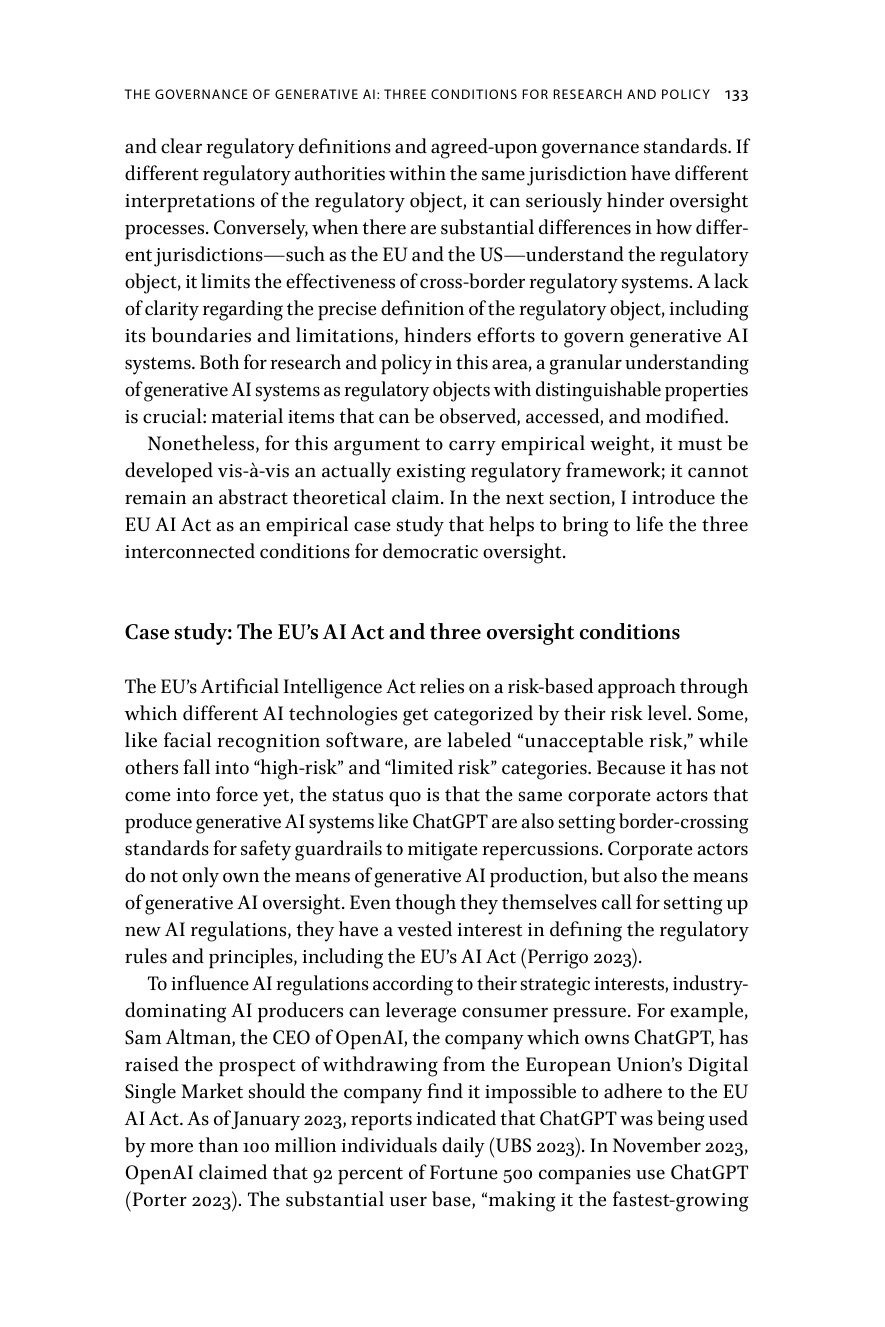 THE GOVERNANCE OF GENERATIVE AI: THREE CONDITIONS FOR RESEARCH AND POLICY 133
and clear regulatory definitions and agreed-upon governance standards. If
different regulatory authorities within the same jurisdiction have different
interpretations of the regulatory object, it can seriously hinder oversight
processes. Conversely, when there are substantial differences in how differ-
ent jurisdictions—such as the EU and the US—understand the regulatory
object, it limits the effectiveness of cross-border regulatory systems. A lack
of clarity regarding the precise definition of the regulatory object, including
its boundaries and limitations, hinders efforts to govern generative AI
systems. Both for research and policy in this area, a granular understanding
of generative AI systems as regulatory objects with distinguishable properties
is crucial: material items that can be observed, accessed, and modified.
Nonetheless, for this argument to carry empirical weight, it must be
developed vis-à-vis an actually existing regulatory framework; it cannot
remain an abstract theoretical claim. In the next section, I introduce the
EU AI Act as an empirical case study that helps to bring to life the three
interconnected conditions for democratic oversight.
Case study: The EU’s AI Act and three oversight conditions
The EU’s Artificial Intelligence Act relies on a risk-based approach through
which different AI technologies get categorized by their risk level. Some,
like facial recognition software, are labeled “unacceptable risk,” while
others fall into “high-risk” and “limited risk” categories. Because it has not
come into force yet, the status quo is that the same corporate actors that
produce generative AI systems like ChatGPT are also setting border-crossing
standards for safety guardrails to mitigate repercussions. Corporate actors
do not only own the means of generative AI production, but also the means
of generative AI oversight. Even though they themselves call for setting up
new AI regulations, they have a vested interest in defining the regulatory
rules and principles, including the EU’s AI Act (Perrigo 2023).
To influence AI regulations according to their strategic interests, industry-
dominating AI producers can leverage consumer pressure. For example,
Sam Altman, the CEO of OpenAI, the company which owns ChatGPT, has
raised the prospect of withdrawing from the European Union’s Digital
Single Market should the company find it impossible to adhere to the EU
AI Act. As of January 2023, reports indicated that ChatGPT was being used
by more than 100 million individuals daily (UBS 2023). In November 2023,
OpenAI claimed that 92 percent of Fortune 500 companies use ChatGPT
(Porter 2023). The substantial user base, “making it the fastest-growing